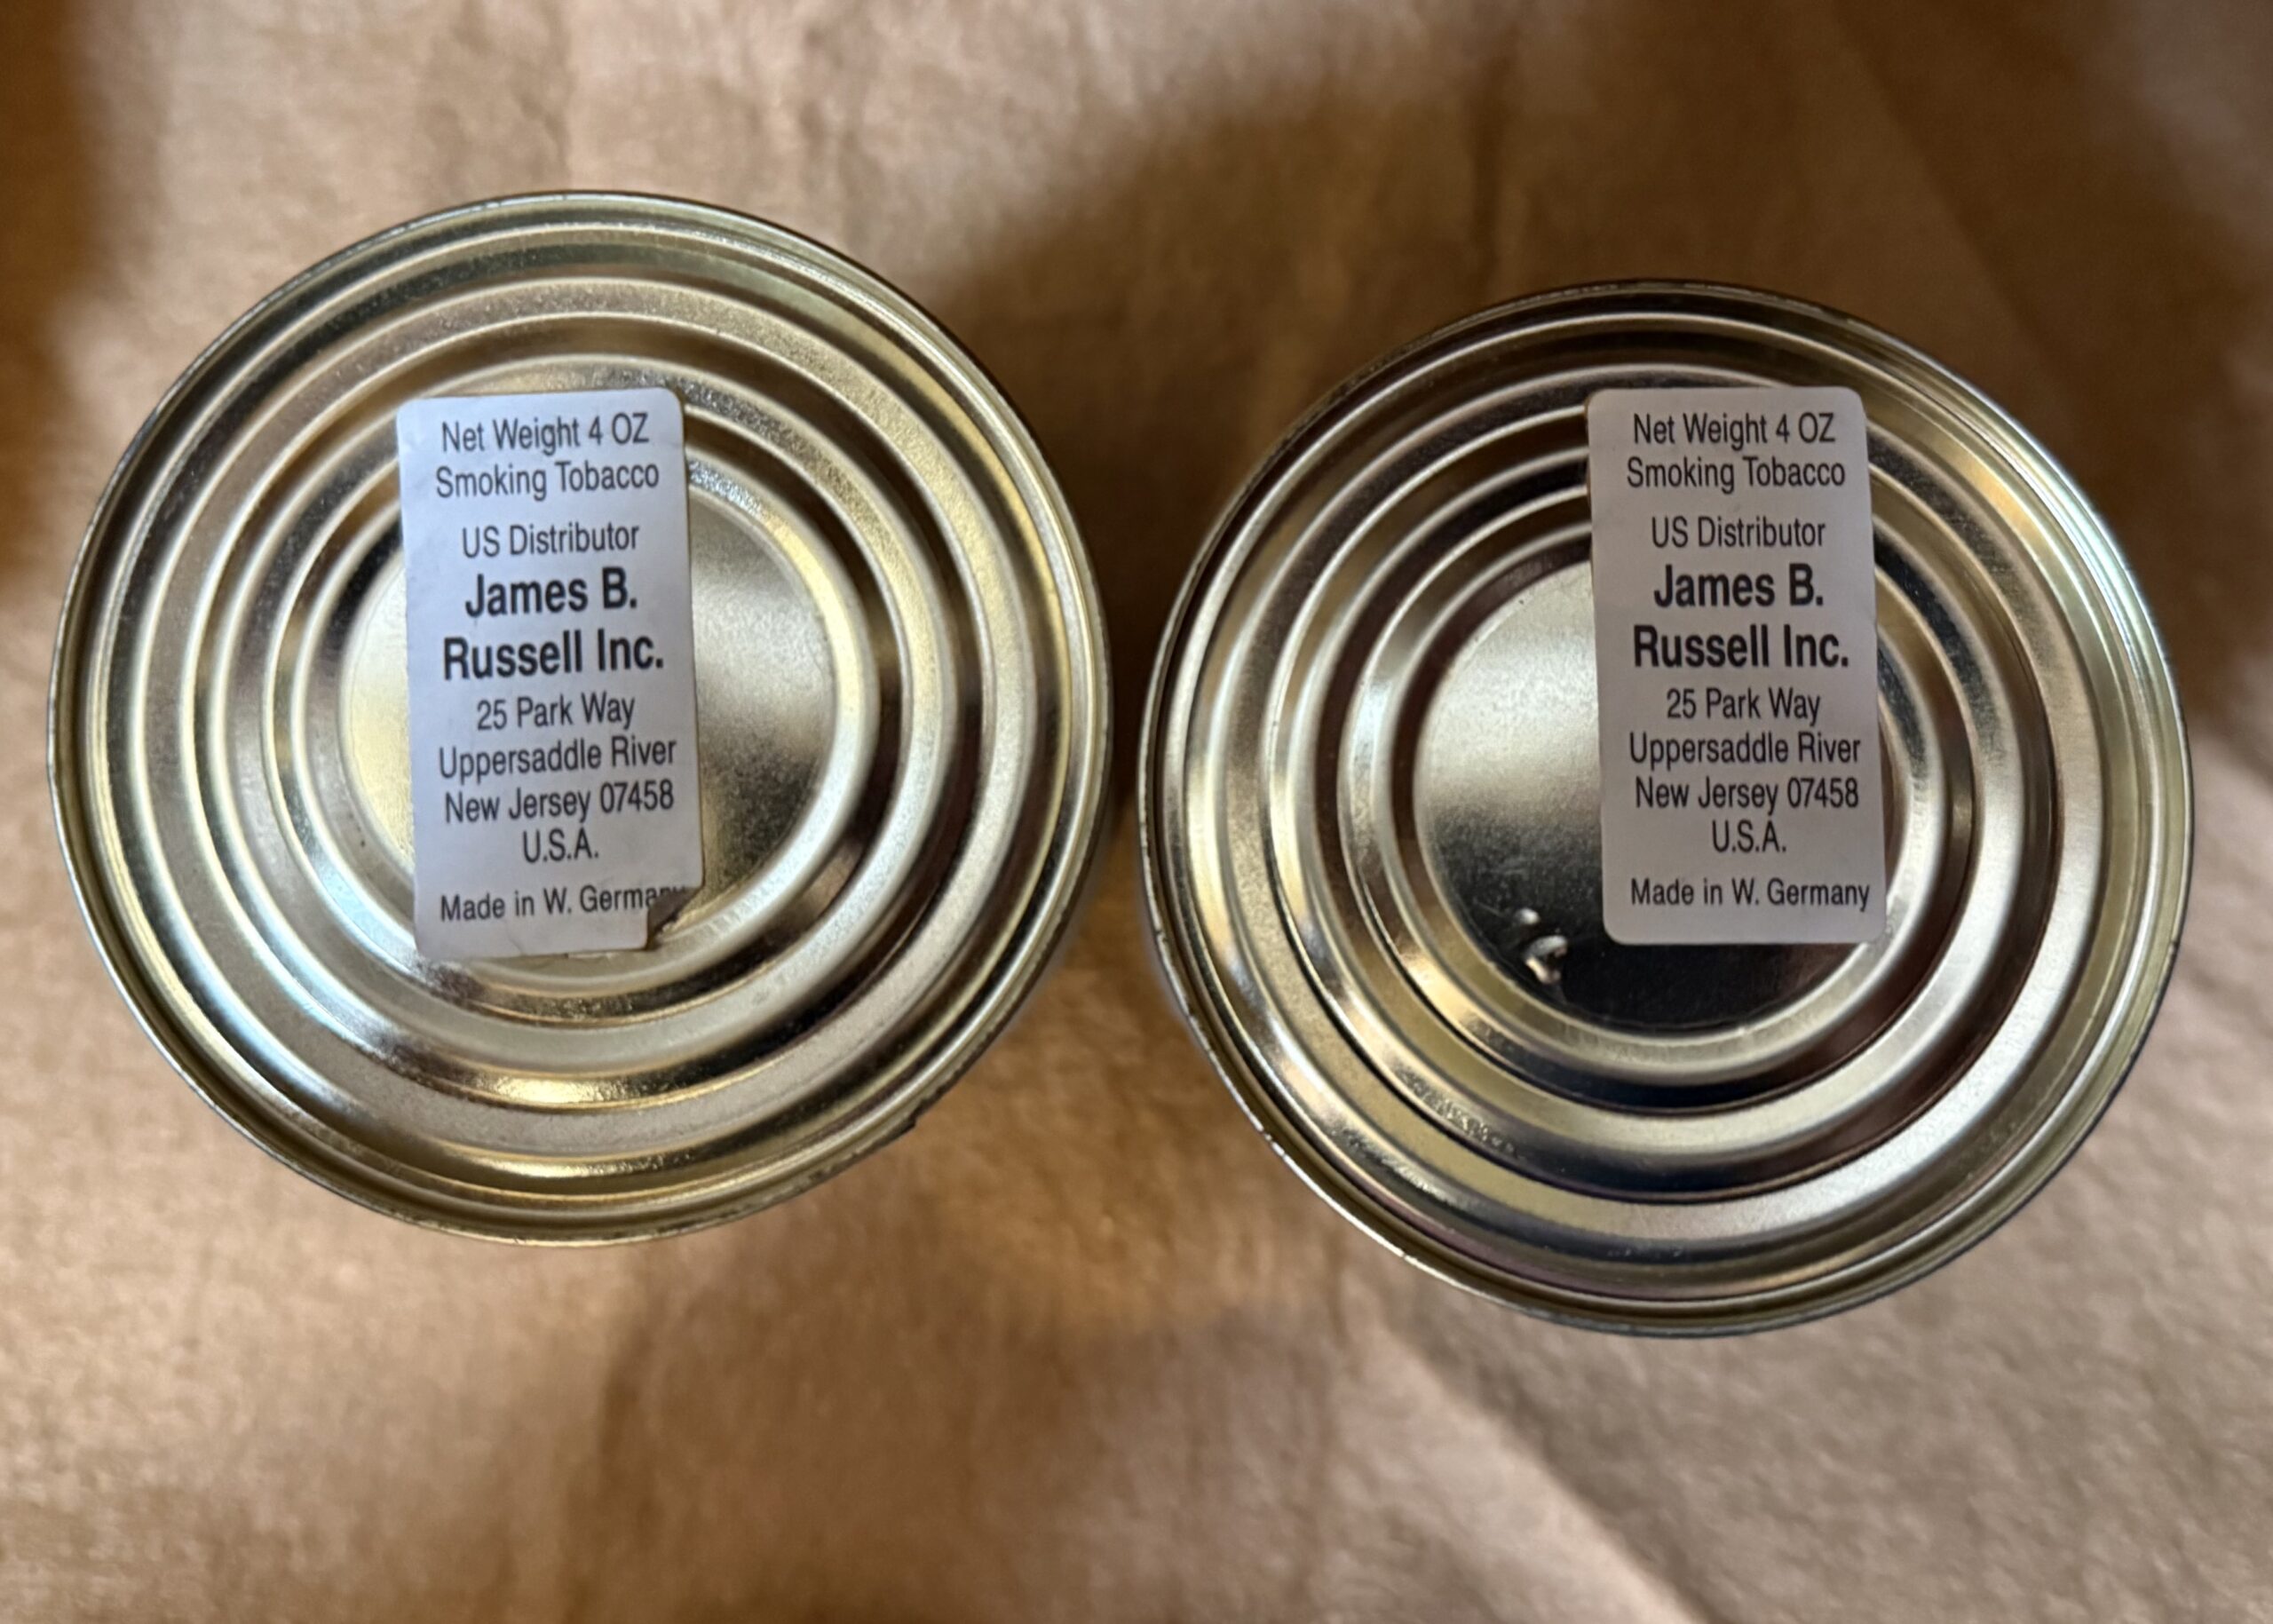 Net Weight 4 OZ
Smoking Tobacco
US Distributor
James B.
Russell Inc.
25 Park Way
Uppersaddle River
New Jersey 07458
U.S.A.
Made in W. Germany
Net Weight 4 OZ
Smoking Tobacco
US Distributor
James B.
Russell Inc.
25 Park Way
Uppersaddle River
New Jersey 07458
U.S.A.
Made in W. Germany